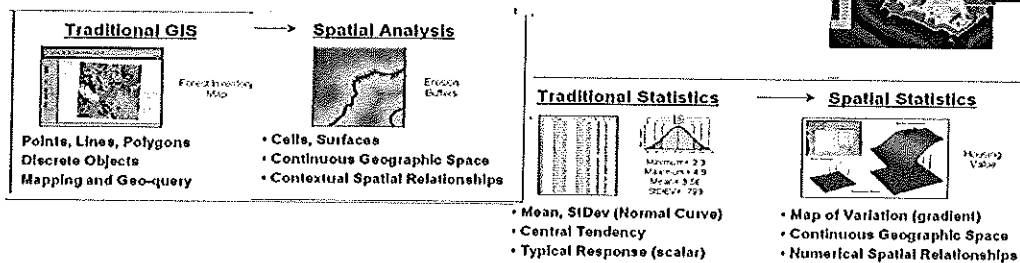 Traditional GIS
Spatial Analysis
Forest Inventory
Map
Erosion
Buffers
Points, Lines, Polygons
Discrete Objects
Mapping and Geo-query
• Cells, Surfaces
• Continuous Geographic Space
• Contextual Spatial Relationships
Traditional Statistics
Spatial Statistics
Housing
Value
• Mean, StDev (Normal Curve)
• Central Tendency
• Typical Response (scalar)
• Map of Variation (gradient)
• Continuous Geographic Space
• Numerical Spatial Relationships